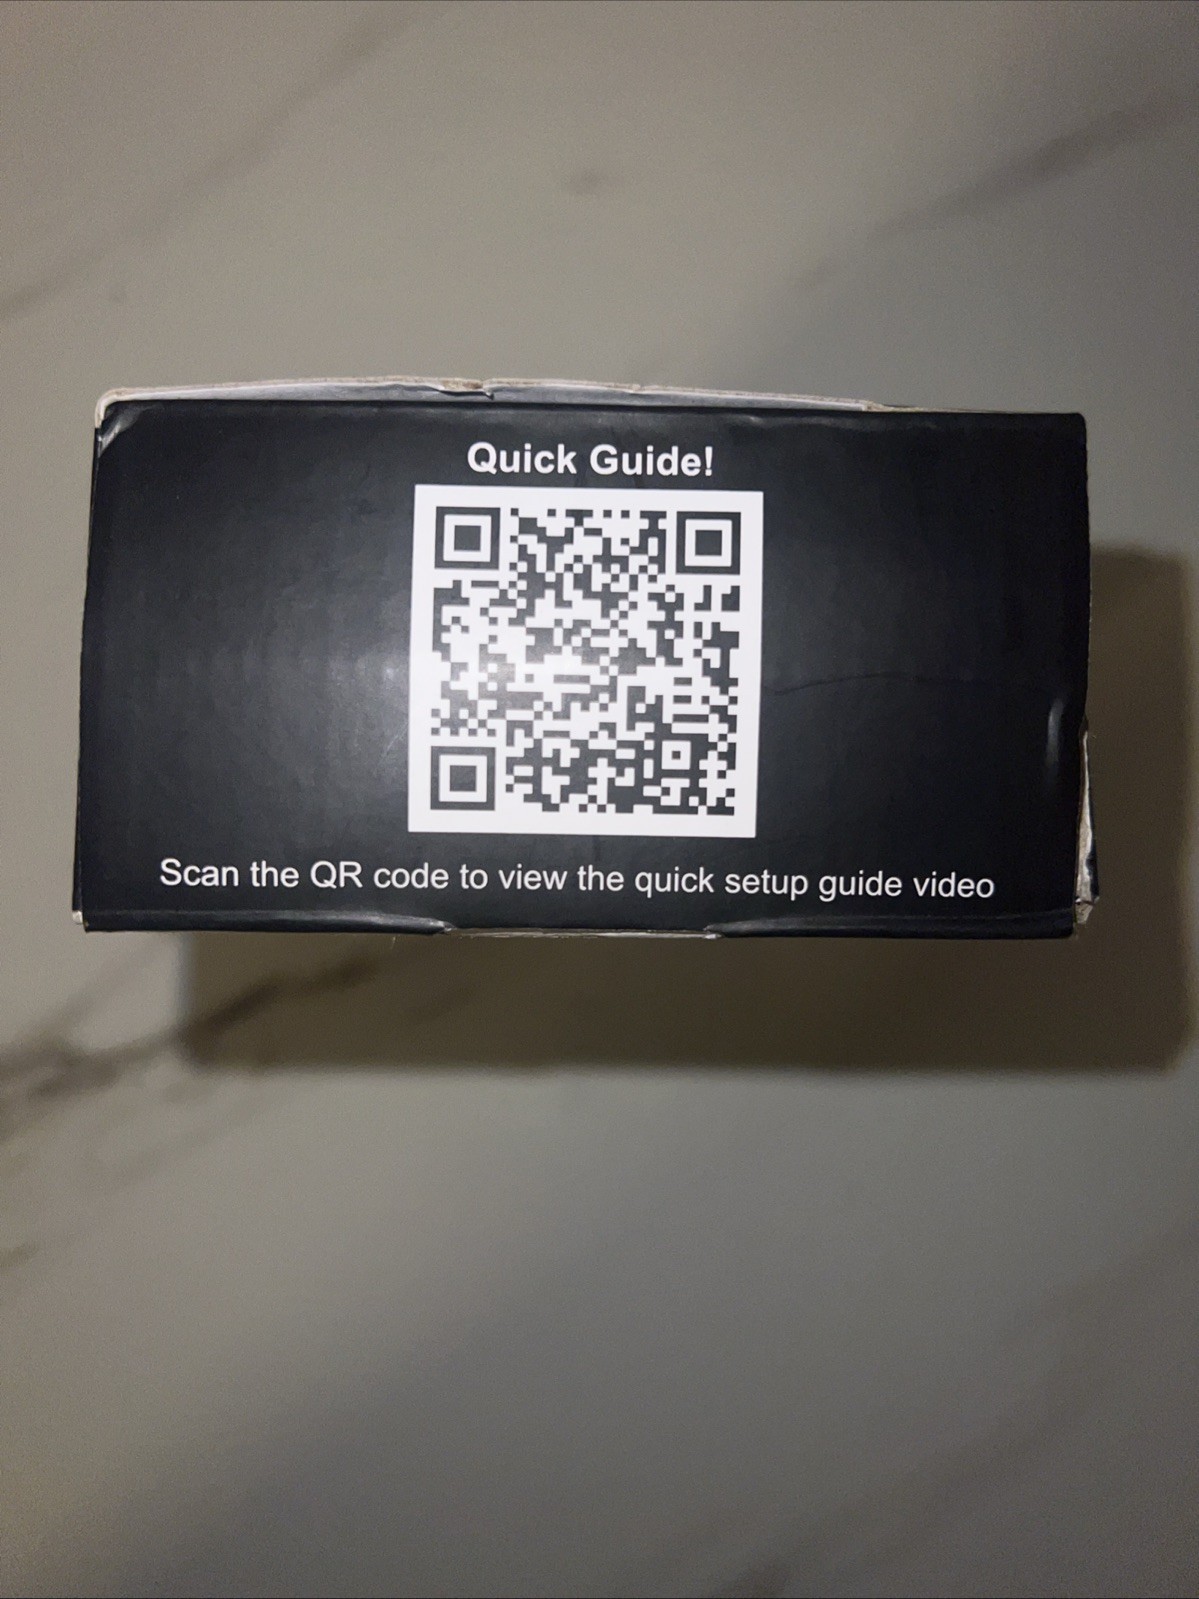 Quick Guide!
Scan the QR code to view the quick setup guide video